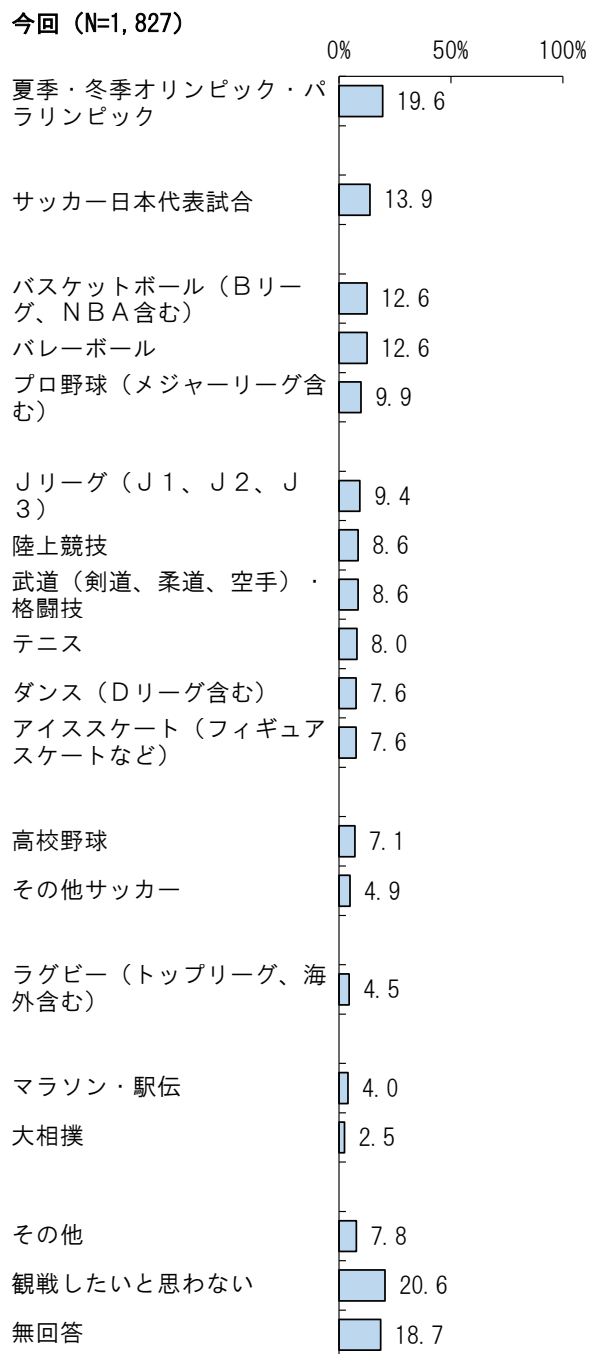 今回（N=1,827）
0% 50% 100%
夏季・冬季オリンピック・パ
ラリンピック 19.6
サッカー日本代表試合 13.9
バスケットボール（Ｂリー
グ、ＮＢＡ含む） 12.6
バレーボール 12.6
プロ野球（メジャーリーグ含
む） 9.9
Ｊリーグ（Ｊ１、Ｊ２、Ｊ
３） 9.4
陸上競技 8.6
武道（剣道、柔道、空手）・
格闘技 8.6
テニス 8.0
ダンス（Ｄリーグ含む） 7.6
アイススケート（フィギュア
スケートなど） 7.6
高校野球 7.1
その他サッカー 4.9
ラグビー（トップリーグ、海
外含む） 4.5
マラソン・駅伝 4.0
大相撲 2.5
その他 7.8
観戦したいと思わない 20.6
無回答 18.7